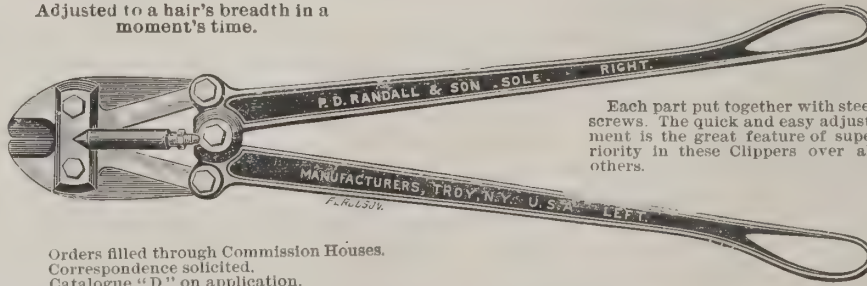 Adjusted to a hair's breadth in a
moment's time.
P. D. RANDALL & SON . SOLE . RIGHT.
Each part put together with stee
screws. The quick and easy adjust
ment is the great feature of supe
riority in these Clippers over a
others.
MANUFACTURERS, TROY, N.Y. U.S.A. LEFT.
Orders filled through Commission Houses.
Correspondence solicited.
Catalogue "D" on application.